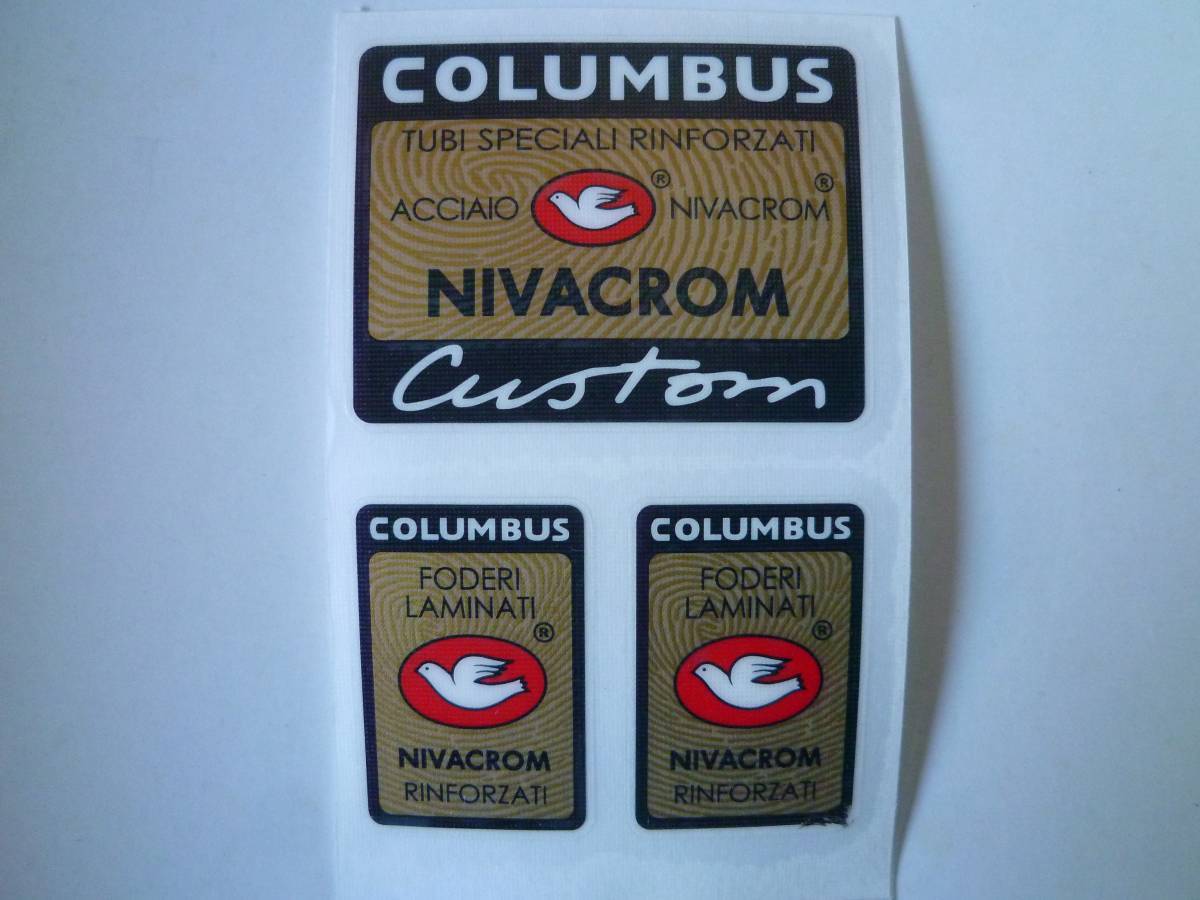 COLUMBUS
TUBI SPECIALI RINFORZATI
ACCIAIO ® NIVACROM®
NIVACROM
Custom
COLUMBUS
FODERI
LAMINATI
®
NIVACROM
RINFORZATI
COLUMBUS
FODERI
LAMINATI
®
NIVACROM
RINFORZATI